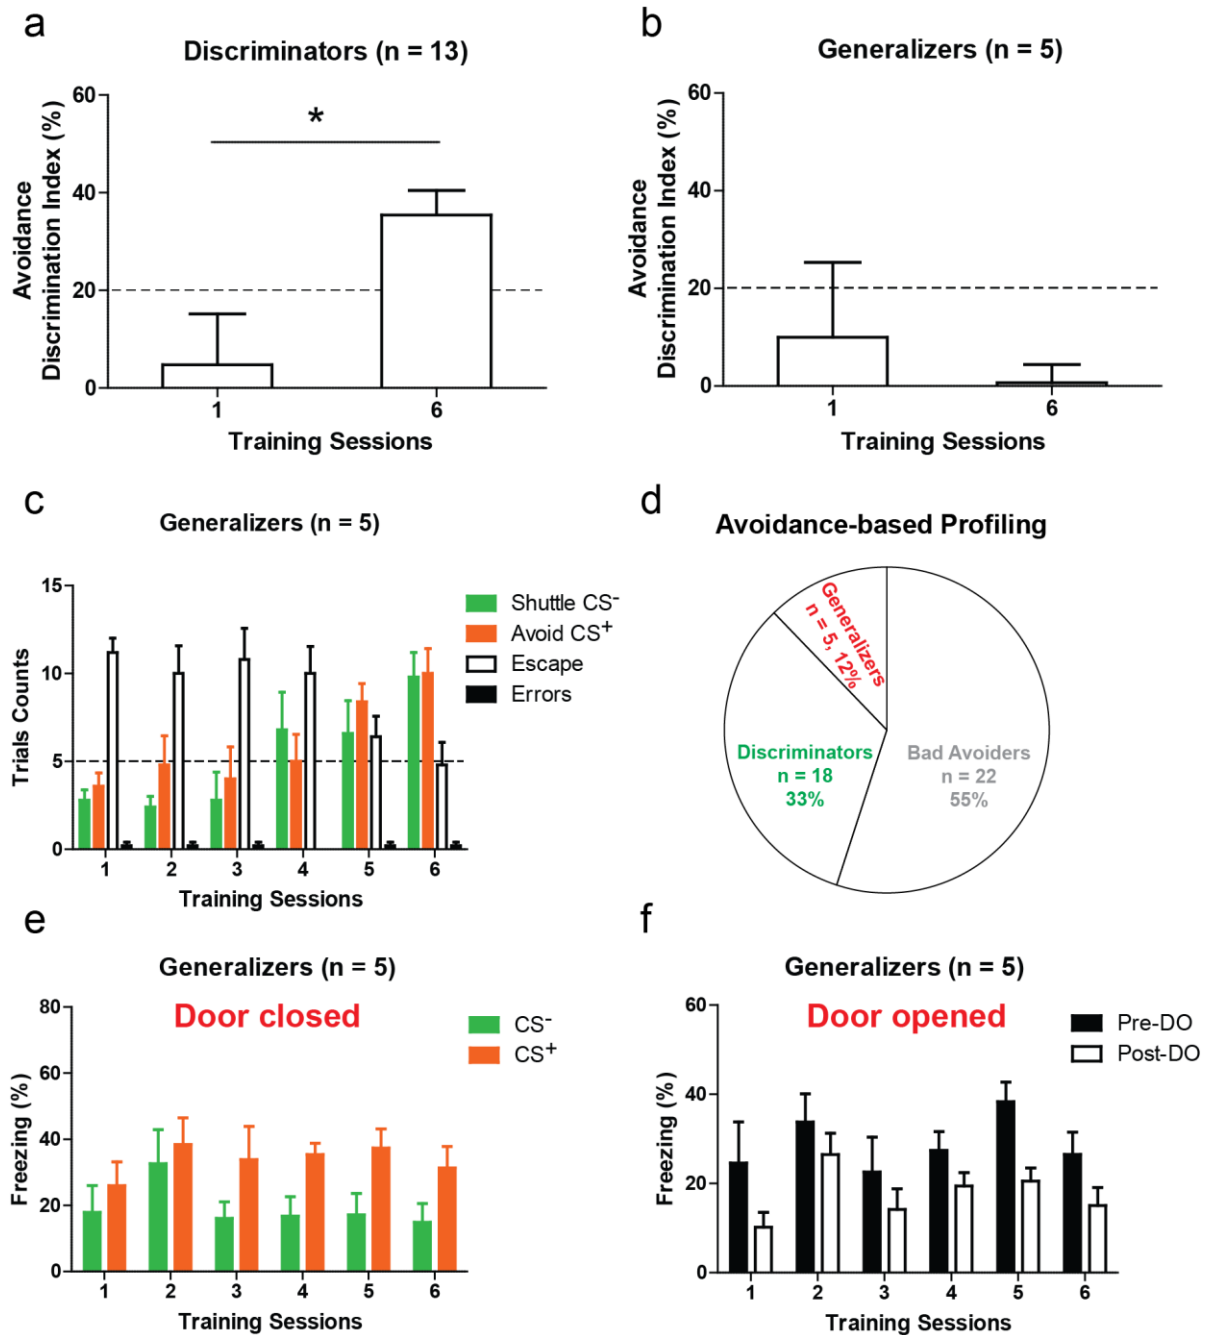 a
Discriminators (n = 13)
Avoidance
Discrimination Index (%)
60
40
20
0
*
1
6
Training Sessions
b
Generalizers (n = 5)
Avoidance
Discrimination Index (%)
60
40
20
0
1
6
Training Sessions
c
Generalizers (n = 5)
Trials Counts
15
10
5
0
1 2 3 4 5 6
Training Sessions
Shuttle CS⁻
Avoid CS⁺
Escape
Errors
d
Avoidance-based Profiling
Generalizers
n = 5, 12%
Discriminators
n = 18
33%
Bad Avoiders
n = 22
55%
e
Generalizers (n = 5)
Door closed
Freezing (%)
80
60
40
20
0
1 2 3 4 5 6
Training Sessions
CS⁻
CS⁺
f
Generalizers (n = 5)
Door opened
Freezing (%)
60
40
20
0
1 2 3 4 5 6
Training Sessions
Pre-DO
Post-DO